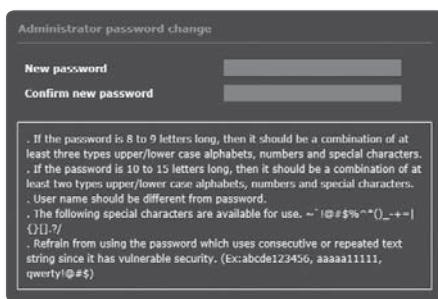 Administrator password change
New password
Confirm new password
. If the password is 8 to 9 letters long, then it should be a combination of at
least three types upper/lower case alphabets, numbers and special characters.
. If the password is 10 to 15 letters long, then it should be a combination of at
least two types upper/lower case alphabets, numbers and special characters.
. User name should be different from password.
. The following special characters are available for use. ~`!@#$%^*()_-+=|
{}[].?/
. Refrain from using the password which uses consecutive or repeated text
string since it has vulnerable security. (Ex:abcde123456, aaaaa11111,
qwerty!@#$)